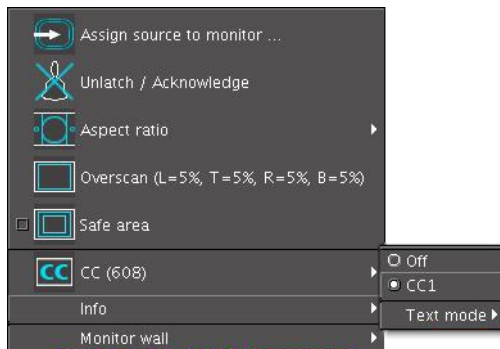 Assign source to monitor ...
Unlatch / Acknowledge
Aspect ratio
Overscan (L=5%, T=5%, R=5%, B=5%)
Safe area
CC CC (608)
Off
CC1
Info
Text mode
Monitor wall